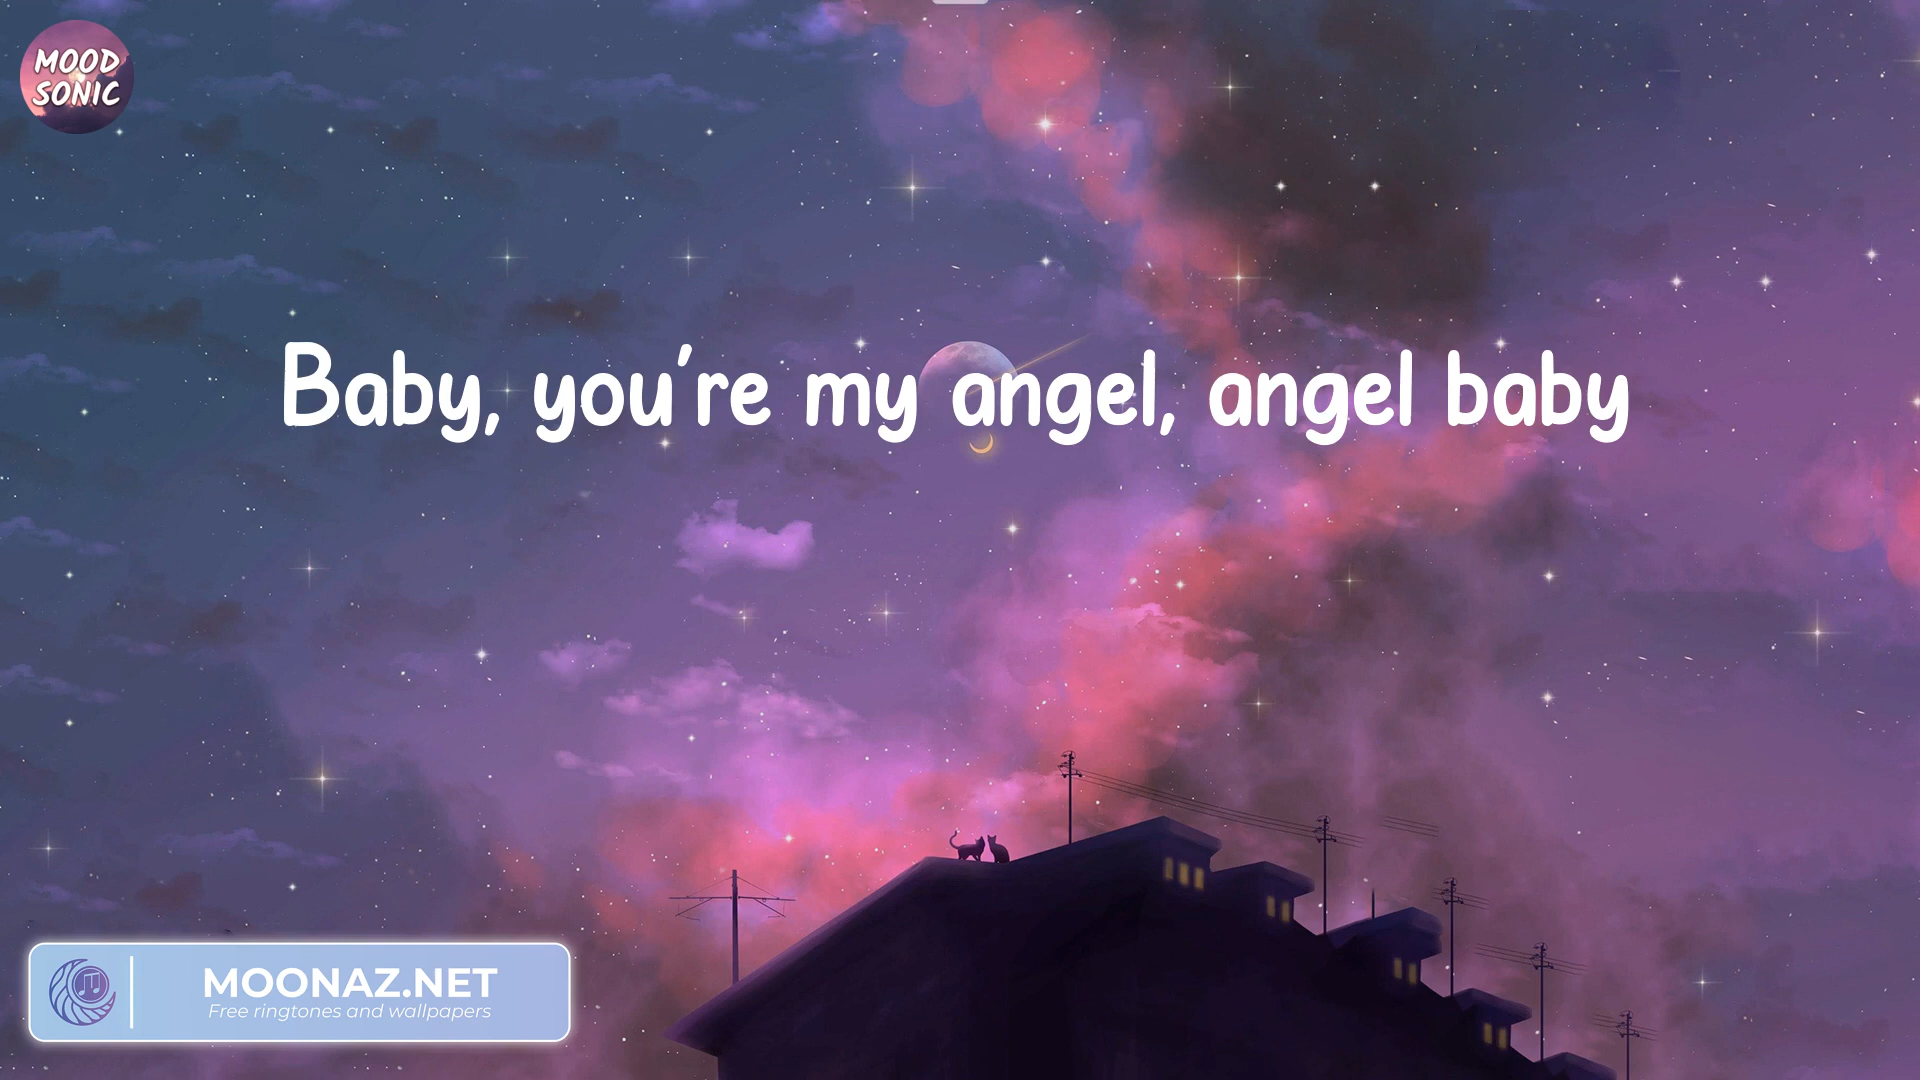 MOOD
SONIC
Baby, you're my angel, angel baby
MOONAZ.NET
Free ringtones and wallpapers